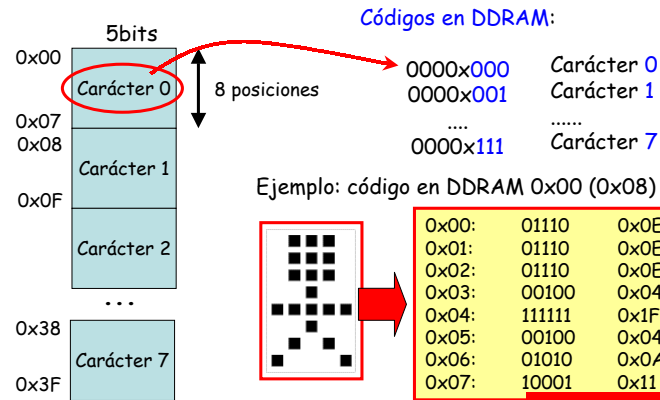 5bits
0x00
Carácter 0
8 posiciones
0x07
0x08
Carácter 1
0x0F
Carácter 2
...
0x38
Carácter 7
0x3F
Códigos en DDRAM:
0000x000 Carácter 0
0000x001 Carácter 1
.... ......
0000x111 Carácter 7
Ejemplo: código en DDRAM 0x00 (0x08)
0x00: 01110 0x0E
0x01: 01110 0x0E
0x02: 01110 0x0E
0x03: 00100 0x04
0x04: 111111 0x1F
0x05: 00100 0x04
0x06: 01010 0x0A
0x07: 10001 0x11